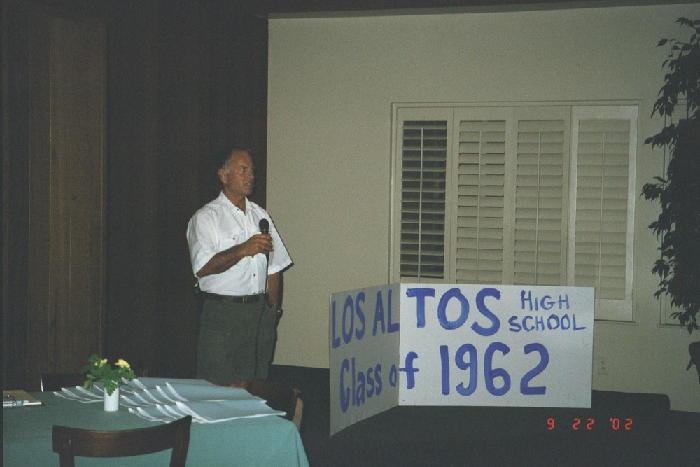 LOS ALTOS HIGH SCHOOL
Class of 1962
9 22 '02